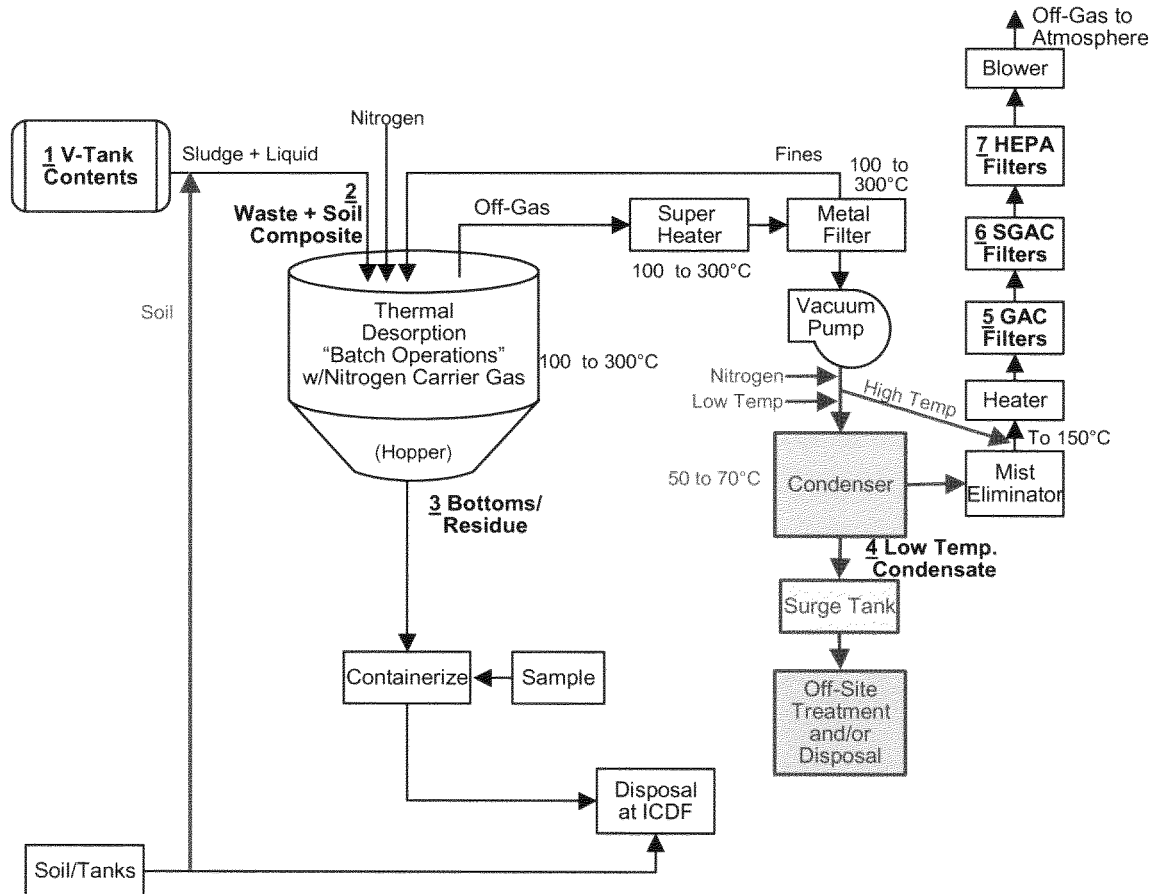 Off-Gas to
Atmosphere
Blower
7 HEPA
Filters
6 SGAC
Filters
5 GAC
Filters
Heater
To 150°C
Mist
Eliminator
1 V-Tank
Contents
Sludge + Liquid
Nitrogen
Fines
100 to
300°C
2
Waste + Soil
Composite
Off-Gas
Super
Heater
100 to 300°C
Metal
Filter
Soil
Thermal
Desorption
“Batch Operations”
w/Nitrogen Carrier Gas
100 to 300°C
(Hopper)
Vacuum
Pump
Nitrogen
Low Temp
High Temp
50 to 70°C
Condenser
3 Bottoms/
Residue
4 Low Temp.
Condensate
Surge Tank
Containerize
Sample
Off-Site
Treatment
and/or
Disposal
Disposal
at ICDF
Soil/Tanks